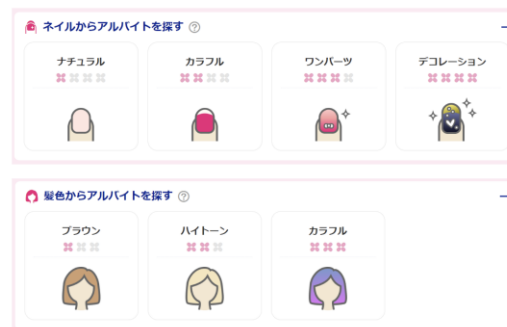 ネイルからアルバイトを探す ?
ナチュラル
カラフル
ワンパーツ
デコレーション
髪色からアルバイトを探す ?
ブラウン
ハイトーン
カラフル